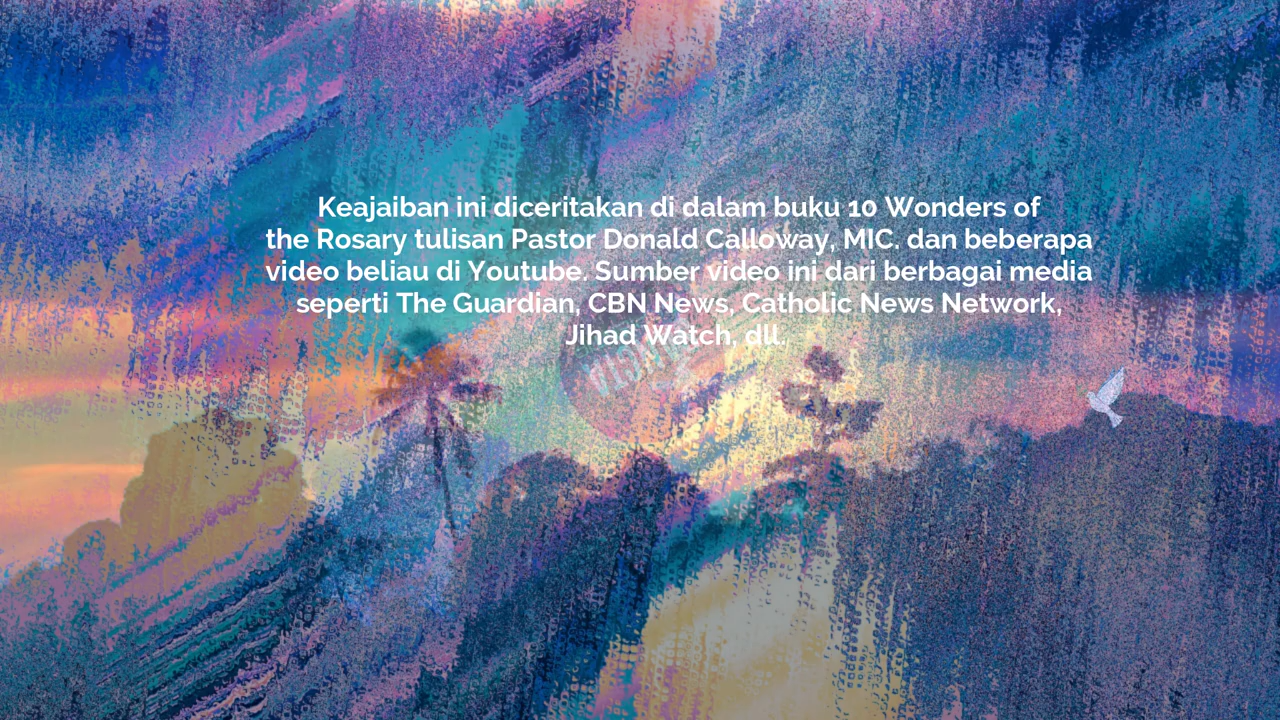 Keajaiban ini diceritakan di dalam buku 10 Wonders of
the Rosary tulisan Pastor Donald Calloway, MIC. dan beberapa
video beliau di Youtube. Sumber video ini dari berbagai media
seperti The Guardian, CBN News, Catholic News Network,
Jihad Watch, dll.